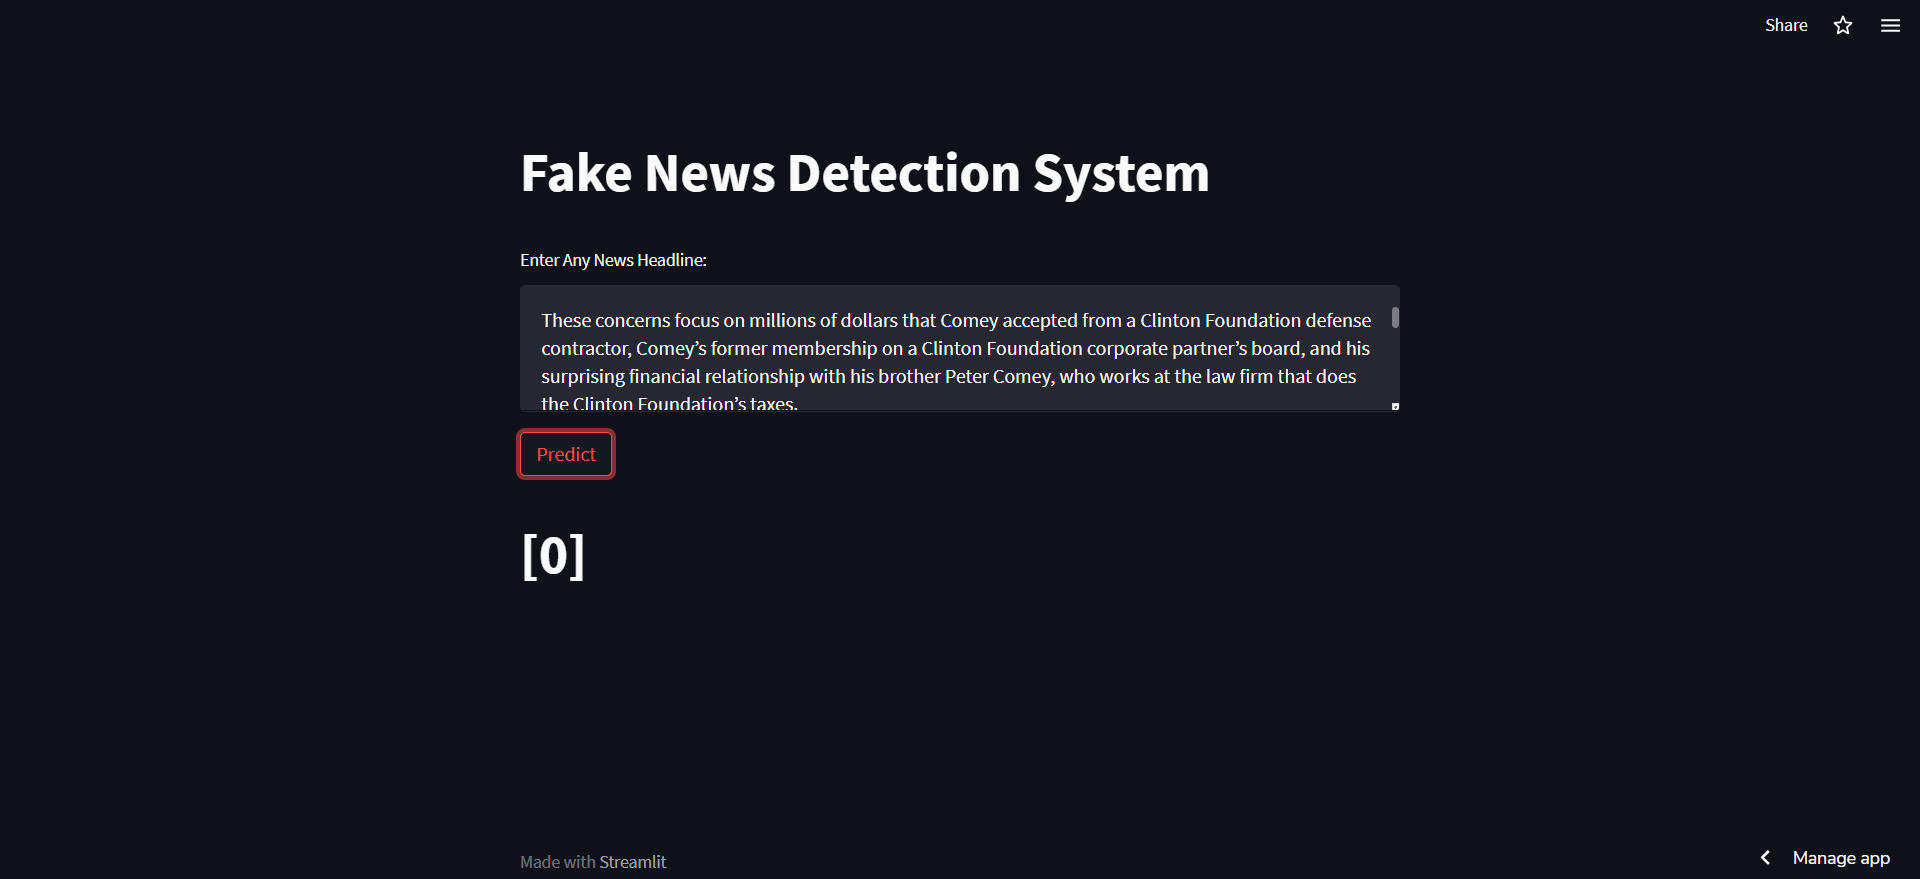 Share
Fake News Detection System
Enter Any News Headline:
These concerns focus on millions of dollars that Comey accepted from a Clinton Foundation defense
contractor, Comey’s former membership on a Clinton Foundation corporate partner’s board, and his
surprising financial relationship with his brother Peter Comey, who works at the law firm that does
the Clinton Foundation’s taxes.
Predict
[0]
Made with Streamlit
Manage app